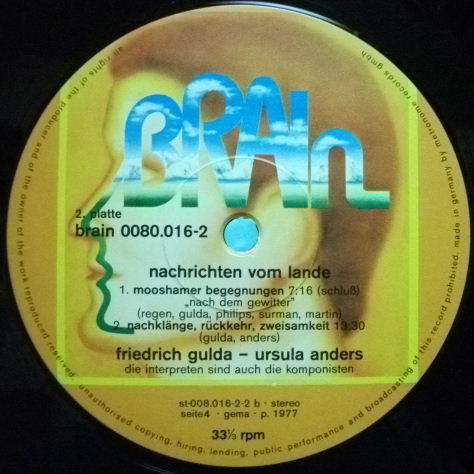 BRAIN
2. platte
brain 0080.016-2
nachrichten vom lande
1. mooshamer begegnungen 7:16 (schluß)
„nach dem gewitter”
(regen, gulda, philips, surman, martin)
2. nachklänge, rückkehr, zweisamkeit 13:30
(gulda, anders)
friedrich gulda – ursula anders
die interpreten sind auch die komponisten
st-008.016-2-2 b · stereo
seite4 · gema · p. 1977
33⅓ rpm
all rights of the producer and of the owner of the work reproduced reserved. unauthorised copying, hiring, lending, public performance and broadcasting of this record prohibited. made in germany by metronome records gmbh